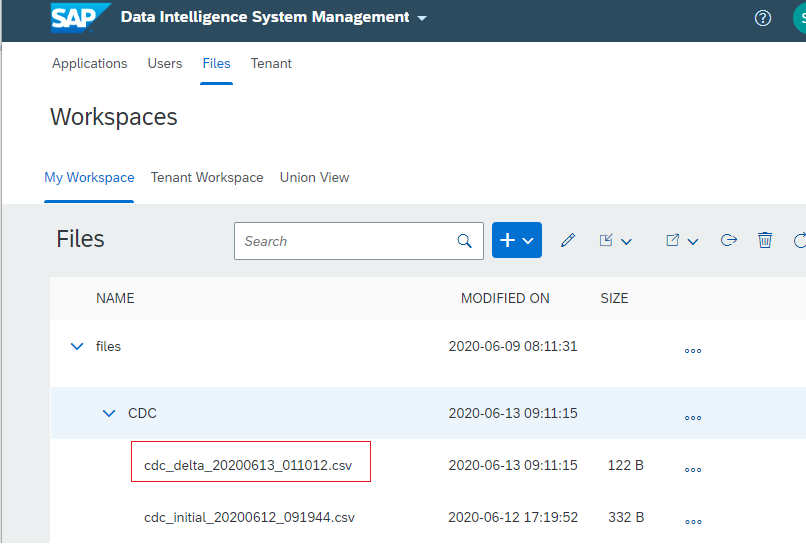 SAP Data Intelligence System Management
Applications Users Files Tenant
Workspaces
My Workspace Tenant Workspace Union View
Files Search
NAME MODIFIED ON SIZE
files 2020-06-09 08:11:31
CDC 2020-06-13 09:11:15
cdc_delta_20200613_011012.csv 2020-06-13 09:11:15 122 B
cdc_initial_20200612_091944.csv 2020-06-12 17:19:52 332 B